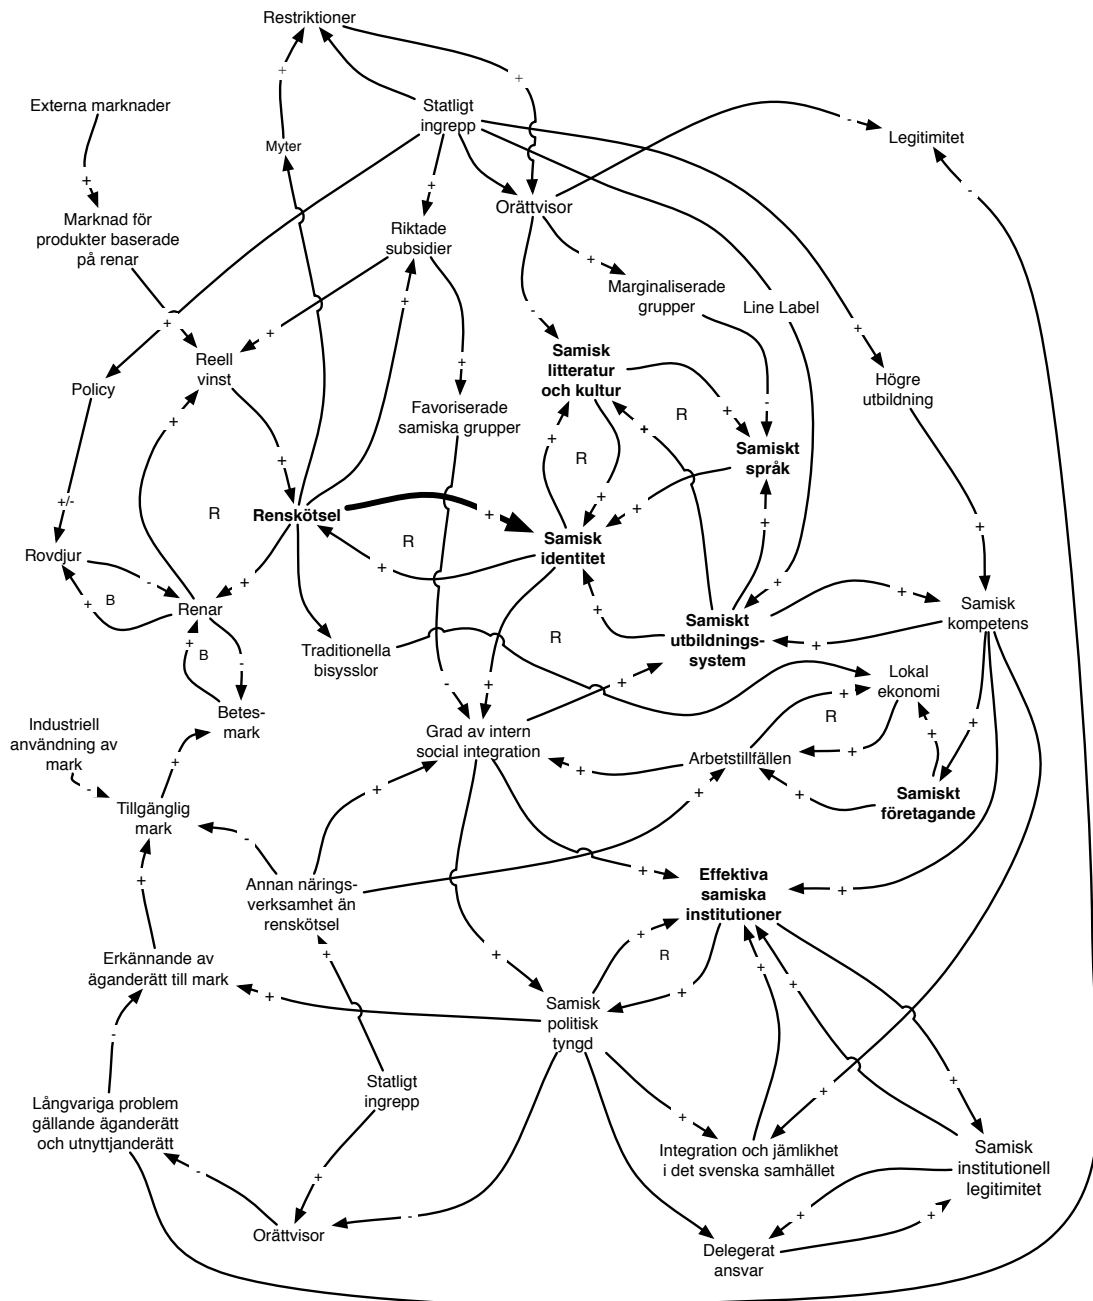 Restriktioner
+
+
Externa marknader
Statligt
ingrepp
-
Legitimitet
Myter
+
+
-
Marknad för
produkter baserade
på renar
Orättvisor
Riktade
subsidier
+
Marginaliserade
grupper
Line Label
+
-
+
+
+
Samisk
litteratur
och kultur
Reell
vinst
+
Policy
Högre
utbildning
-
Favoriserade
samiska grupper
+
R
+
+
+
+
R
Samiskt
språk
+
+/-
R
Renskötsel
+
+
+
+
+
R
Samisk
identitet
Rovdjur
-
+
+
+
+
+
B
Renar
+
Samiskt
utbildnings-
system
Samisk
kompetens
+
B
-
Traditionella
bisysslor
R
+
-
+
+
Lokal
ekonomi
+
R
Betes-
mark
Industriell
användning av
mark
Grad av intern
social integration
+
+
+
Arbetstillfällen
+
+
+
-
+
+
Samiskt
företagande
Tillgänglig
mark
-
+
+
Annan närings-
verksamhet än
renskötsel
Effektiva
samiska
institutioner
+
+
+
R
Erkännande av
äganderätt till mark
+
+
+
+
+
Samisk
politisk
tyngd
-
Statligt
ingrepp
+
+
Långvariga problem
gällande äganderätt
och utnyttjanderätt
+
Integration och jämlikhet
i det svenska samhället
Samisk
institutionell
legitimitet
-
+
-
+
+
Orättvisor
Delegerat
ansvar